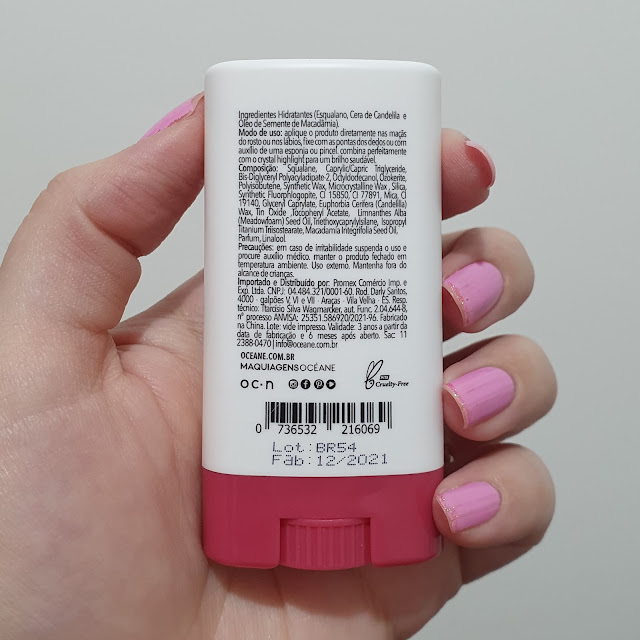 Ingredientes Hidratantes (Esqualano, Cera de Candelila e
Óleo de Semente de Macadâmia).
Modo de uso: aplique o produto diretamente nas maçãs
do rosto ou nos lábios, fixe com as pontas dos dedos ou com
auxílio de uma esponja ou pincel. combina perfeitamente
com o crystal highlight para um brilho saudável.
Composição: Squalane, Caprylic/Capric Triglyceride,
Bis-Diglyceryl Polyacyladipate-2, Octyldodecanol, Ozokerite,
Polyisobutene, Synthetic Wax, Microcrystalline Wax, Silica,
Synthetic Fluorphlogopite, CI 15850, CI 77891, Mica, CI
19140, Glyceryl Caprylate, Euphorbia Cerifera (Candelilla)
Wax, Tin Oxide ,Tocopheryl Acetate, Limnanthes Alba
(Meadowfoam) Seed Oil, Triethoxycaprylylsilane, Isopropyl
Titanium Triisostearate, Macadamia Integrifolia Seed Oil,
Parfum, Linalool.
Precauções: em caso de irritabilidade suspenda o uso e
procure auxílio médico. manter o produto fechado em
temperatura ambiente. Uso externo. Mantenha fora do
alcance de crianças.
Importado e Distribuído por: Promex Comércio Imp. e
Exp. Ltda. CNPJ.: 04.484.321/0001-60. Rod. Darly Santos,
4000 - galpões V, VI e VII - Araças - Vila Velha - ES. Resp.
técnico: Ttarcisio Silva Wagmarcker, aut. Func. 2.04.644-8,
n° processo ANVISA: 25351.586920/2021-96. Fabricado
na China. Lote: vide impresso. Validade: 3 anos a partir da
data de fabricação e 6 meses após aberto. Sac: 11
2388-0470 | info@oceane.com.br
OCEANE.COM.BR
MAQUIAGENSOCÉANE
oc·n
Cruelty-Free
0 736532 216069
Lot:BR54
Fab:12/2021